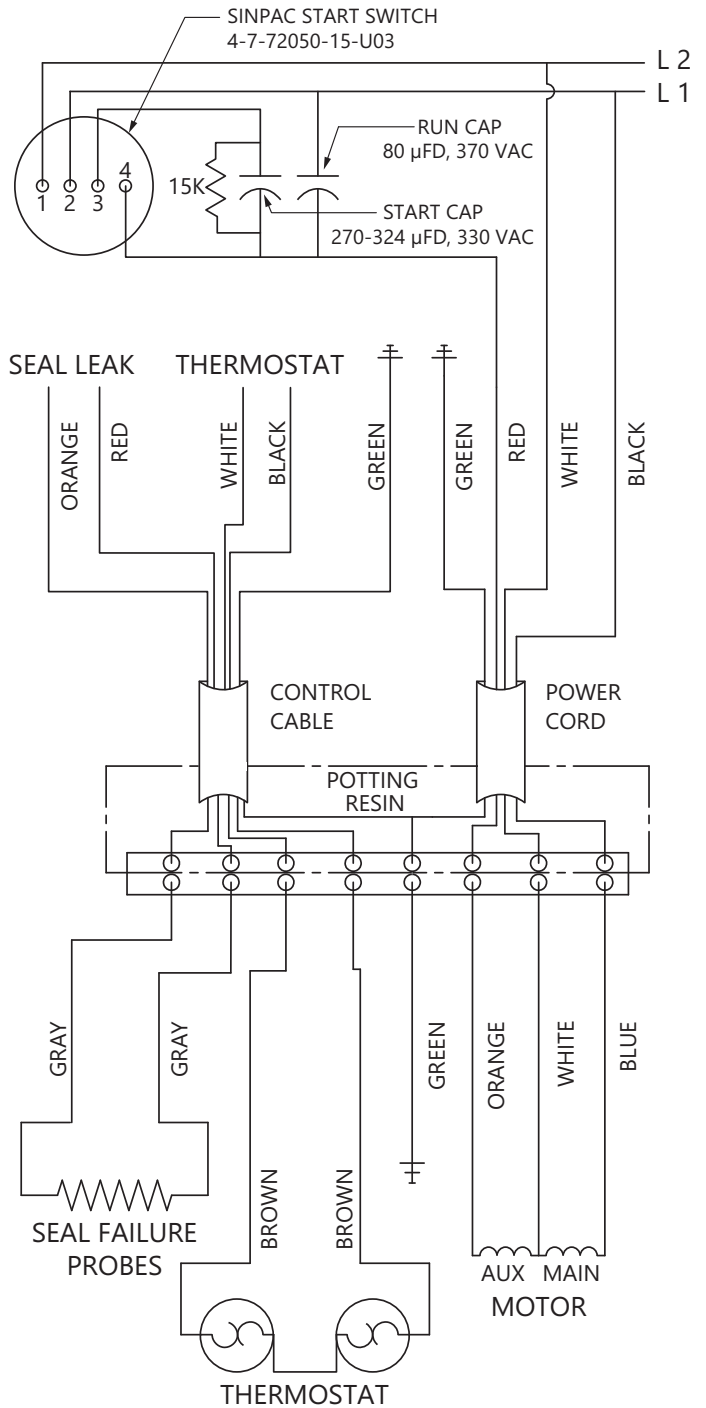 SINPAC START SWITCH
4-7-72050-15-U03
L 2
L 1
RUN CAP
80 µFD, 370 VAC
4
15K
1 2 3
START CAP
270-324 µFD, 330 VAC
SEAL LEAK
THERMOSTAT
ORANGE
RED
WHITE
BLACK
GREEN
GREEN
RED
WHITE
BLACK
CONTROL
CABLE
POWER
CORD
POTTING
RESIN
GRAY
GRAY
GREEN
ORANGE
WHITE
BLUE
BROWN
BROWN
SEAL FAILURE
PROBES
AUX MAIN
MOTOR
THERMOSTAT